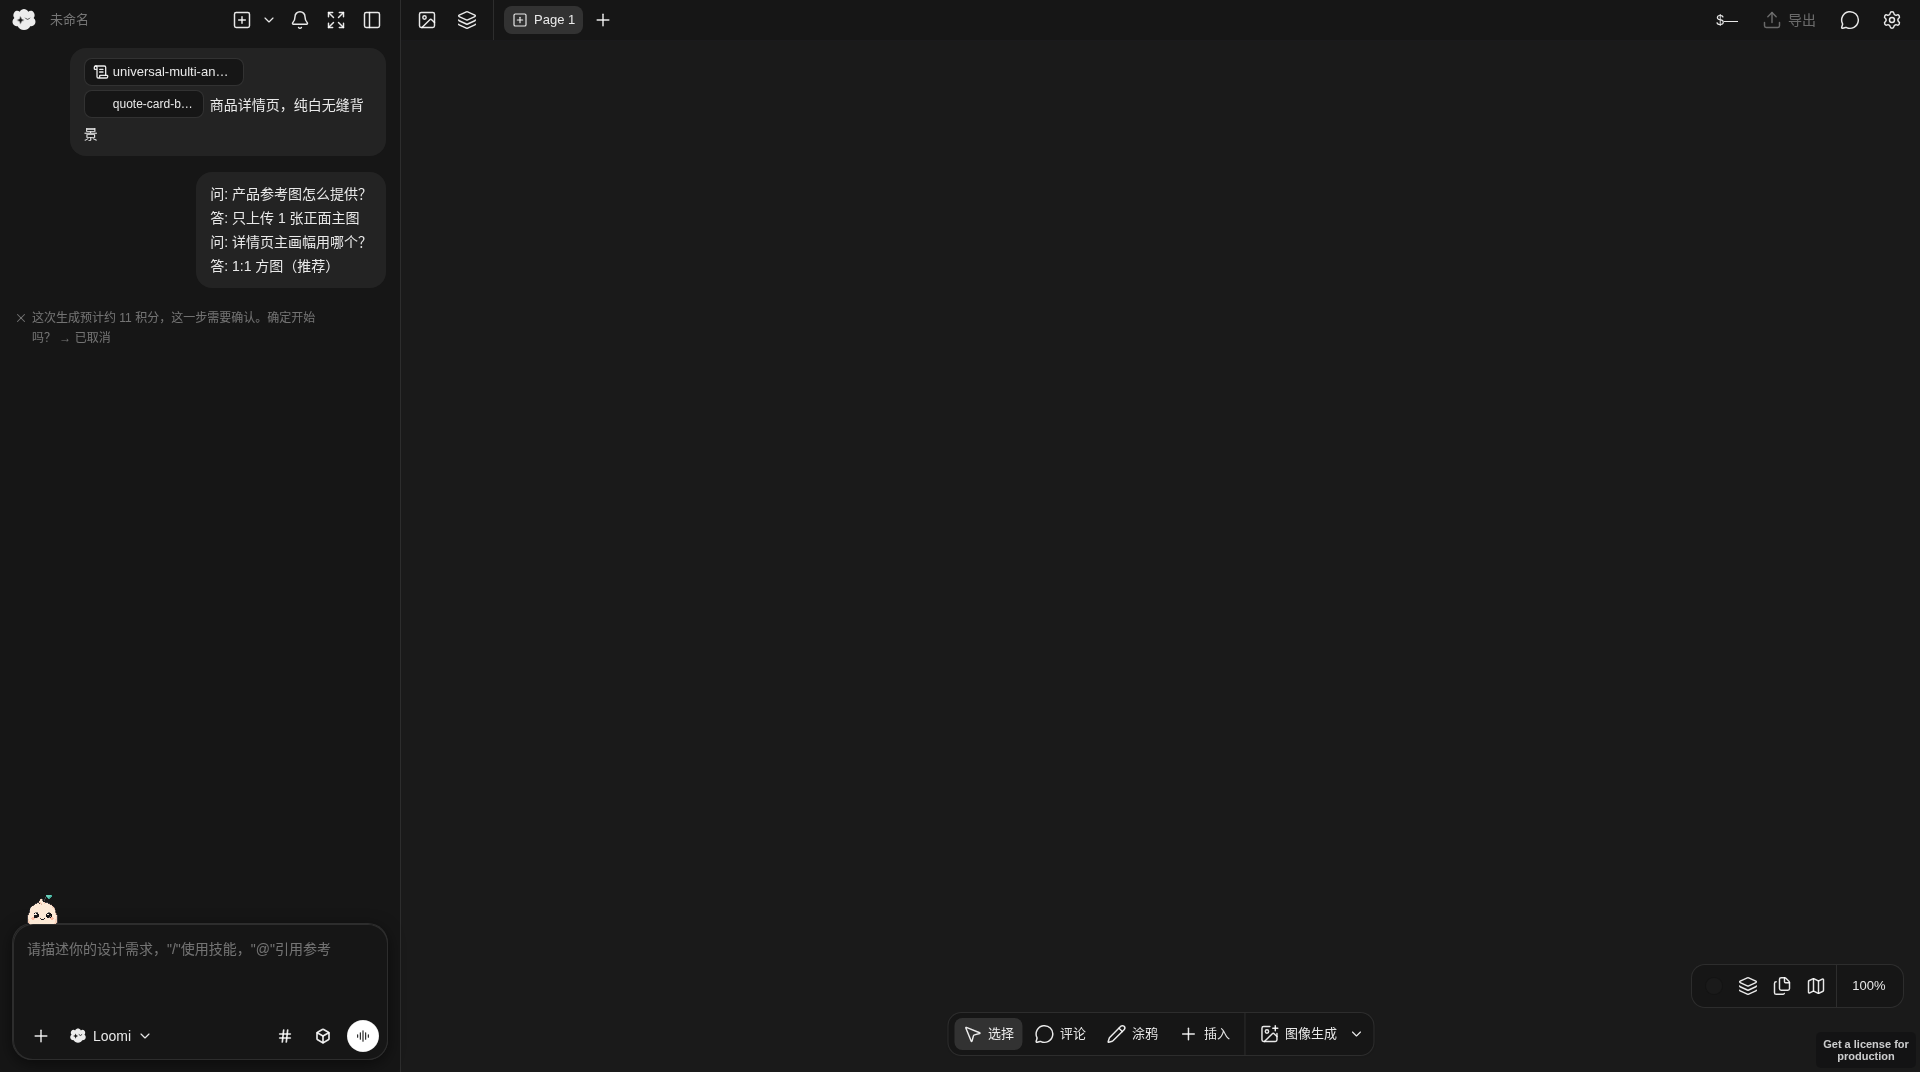 未命名
Page 1
$—
导出
universal-multi-an…
quote-card-b…
商品详情页，纯白无缝背
景
问: 产品参考图怎么提供?
答: 只上传 1 张正面主图
问: 详情页主画幅用哪个?
答: 1:1 方图（推荐）
这次生成预计约 11 积分，这一步需要确认。确定开始
吗？ → 已取消
请描述你的设计需求，"/"使用技能，"@"引用参考
Loomi
选择
评论
涂鸦
插入
图像生成
100%
Get a license for
production